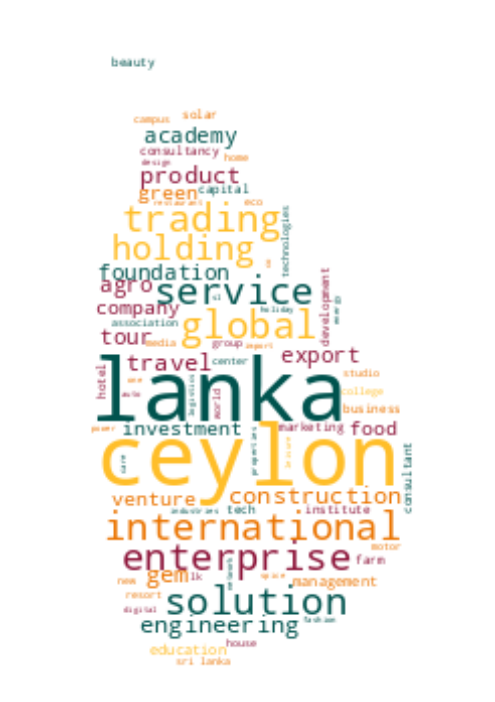 beauty
campus solar
academy
consultancy
design home
product
green capital
restaurant eco
trading
technologies
holding
foundation
agro service
development
company
holiday
association
global
tour media
group import
travel center export
hotel
lanka
studio
one
auto
logistics
world
college
business
power investment
marketing food
ceylon
properties
leisure
care
consultant
venture construction
industries tech institute
international
motor
enterprise farm
gem lk
space
new management
resort
solution
digital
engineering fashion
house
education
sri lanka